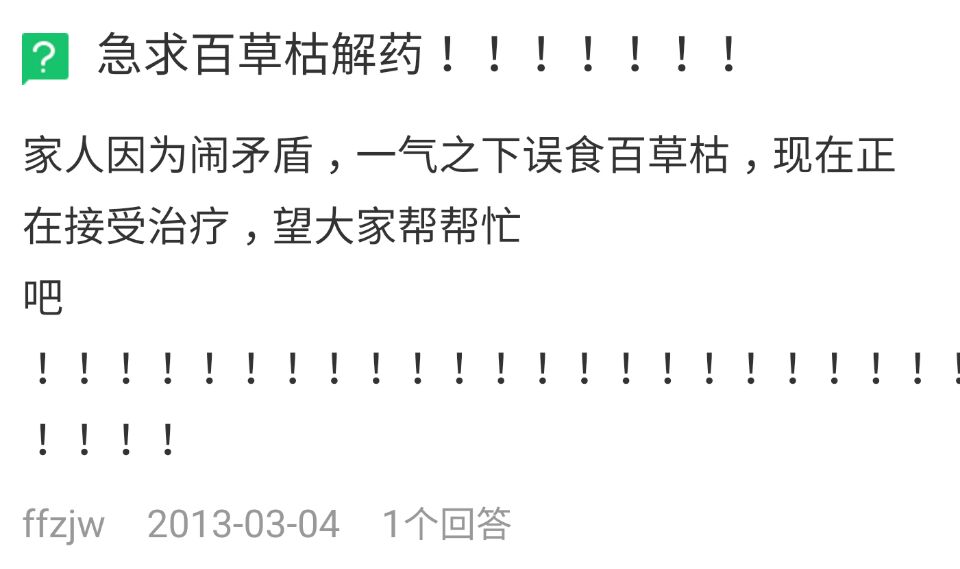 急求百草枯解药！！！！！！！
家人因为闹矛盾，一气之下误食百草枯，现在正
在接受治疗，望大家帮帮忙
吧
！！！！！！！！！！！！！！！！！！！！！！！
！！！！
ffzjw 2013-03-04 1个回答